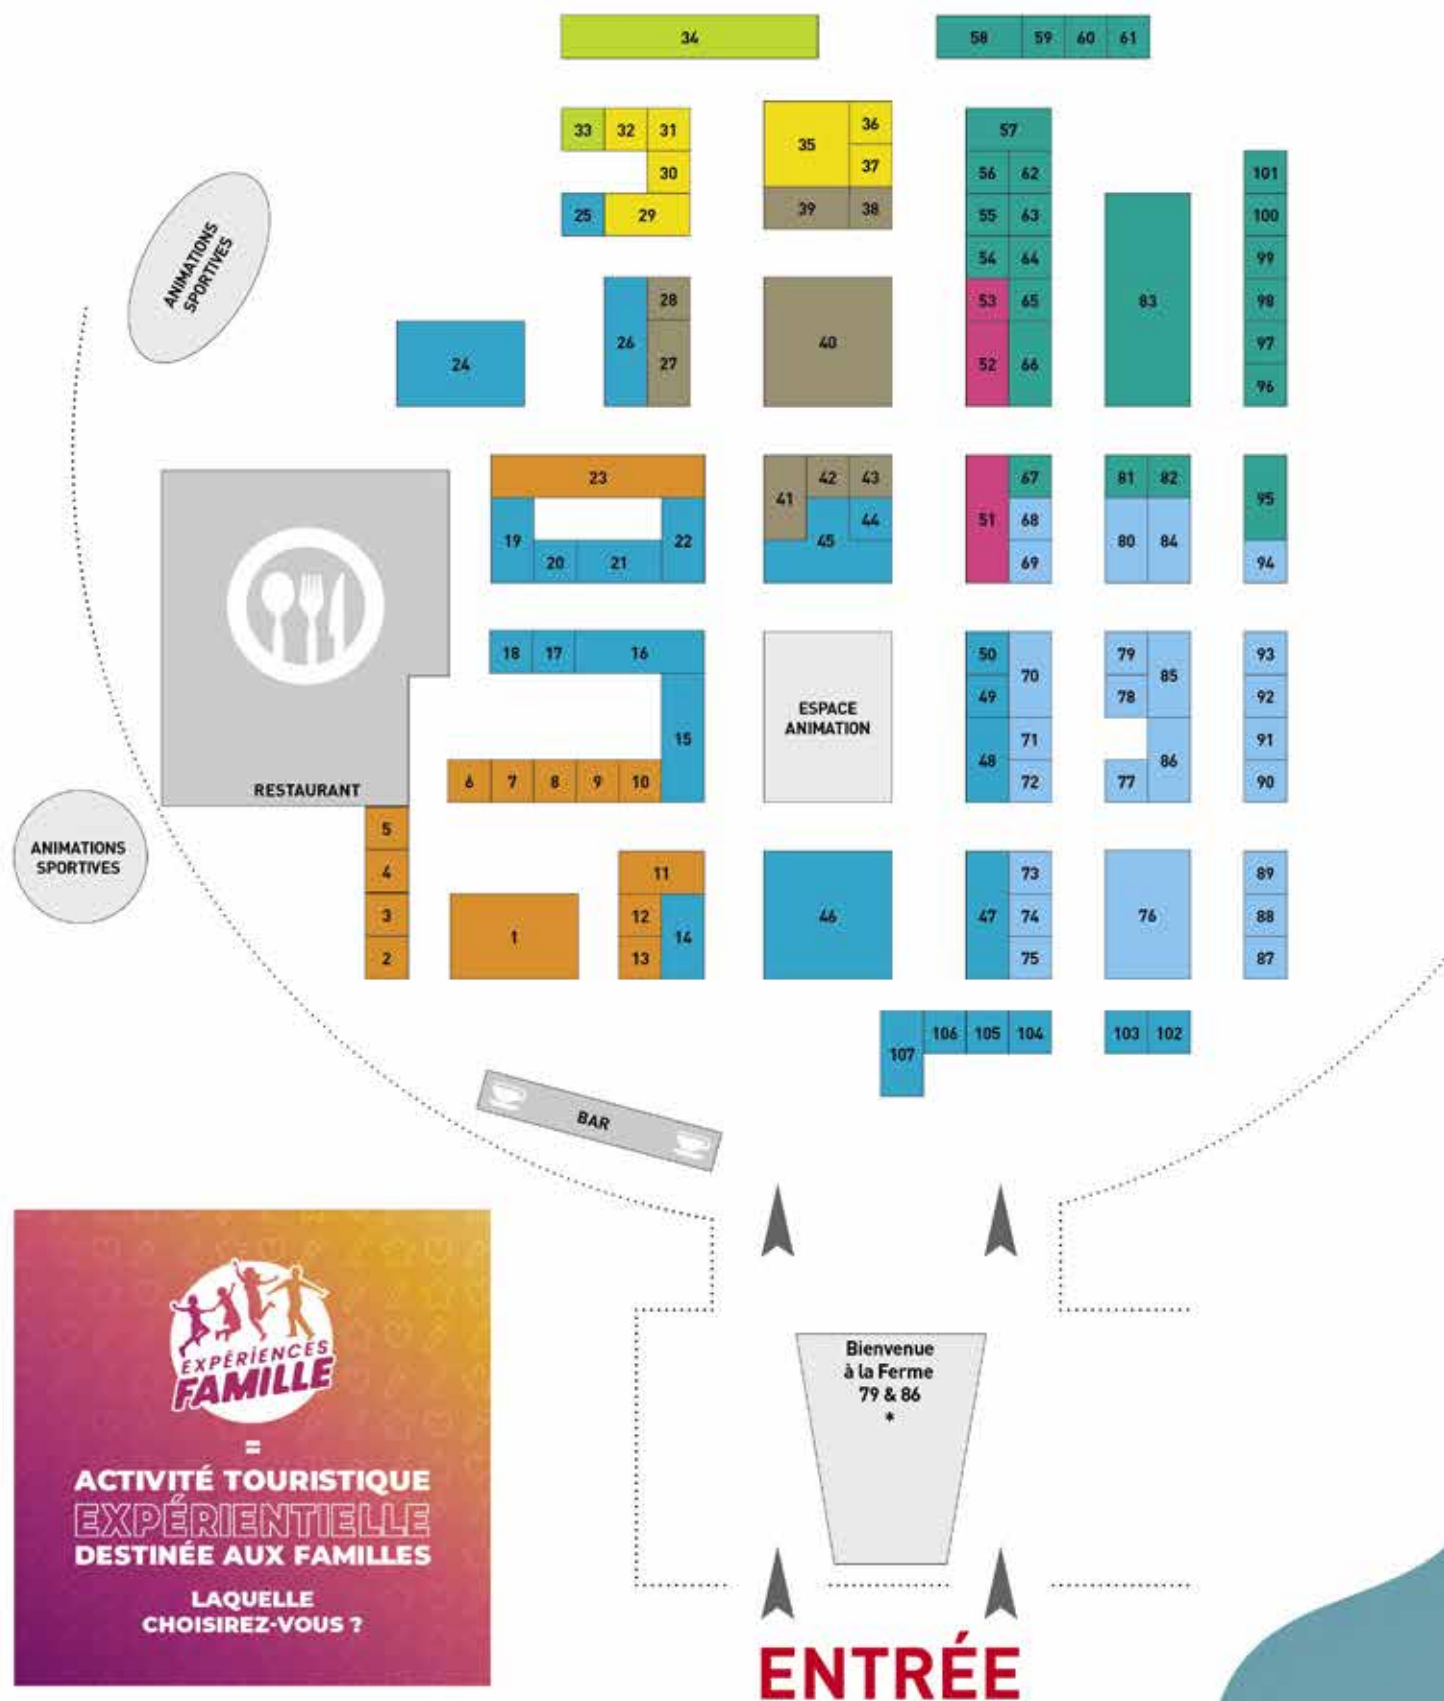 34
58 59 60 61
33 32 31
30
25 29
35 36
37
39 38
57
56 62
55 63
54 64
53 65
52 66
83
101
100
99
98
97
96
ANIMATIONS
SPORTIVES
24
26 28
27
40
23
19 22
20 21
41 42 43
44
45
51 67
68
69
81 82
80 84
95
94
RESTAURANT
18 17 16
15
6 7 8 9 10
ESPACE
ANIMATION
50 70
49
48 71
72
79 85
78
77 86
93
92
91
90
ANIMATIONS
SPORTIVES
5
4
3
2
1
11
12
13 14
46
47 73
74
75
76
89
88
87
107 106 105 104
103 102
BAR
EXPÉRIENCES
FAMILLE
=
ACTIVITÉ TOURISTIQUE
EXPÉRIENTIELLE
DESTINÉE AUX FAMILLES
LAQUELLE
CHOISIREZ-VOUS ?
Bienvenue
à la Ferme
79 & 86
*
ENTRÉE